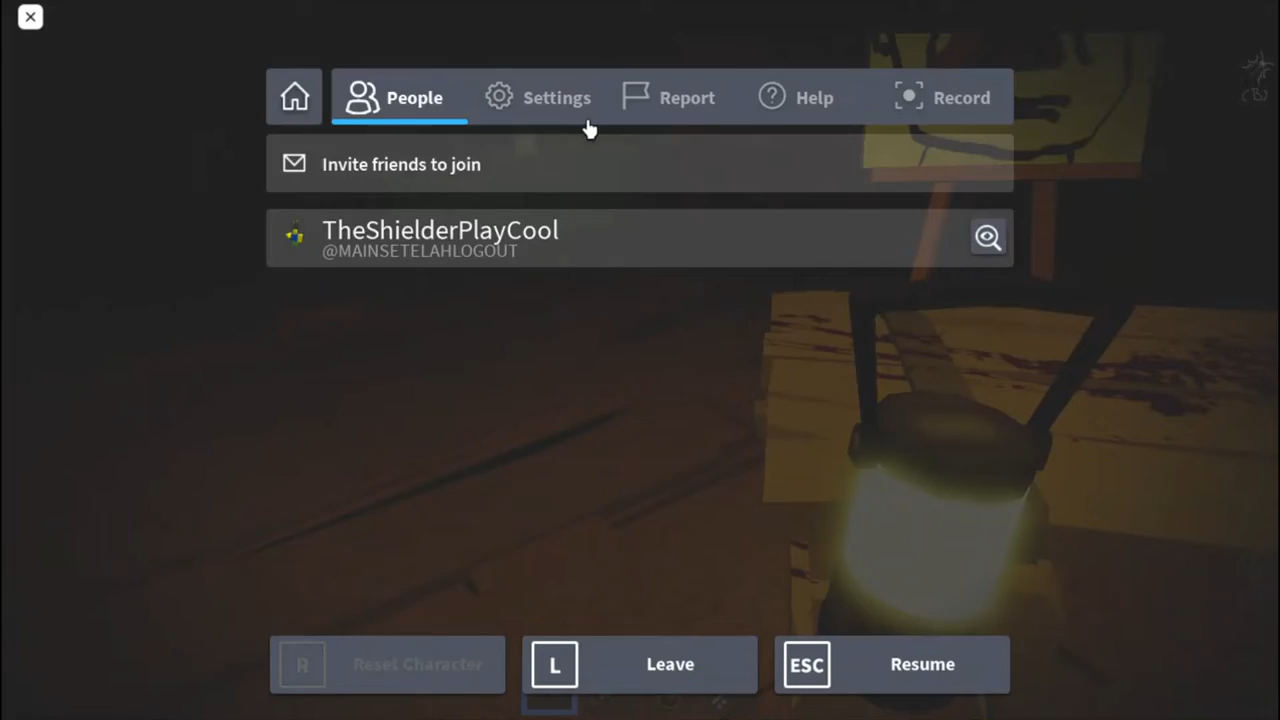 People
Settings
Report
Help
Record
Invite friends to join
TheShielderPlayCool
@MAINSETELAHLOGOUT
R
Reset Character
L
Leave
ESC
Resume
(B)